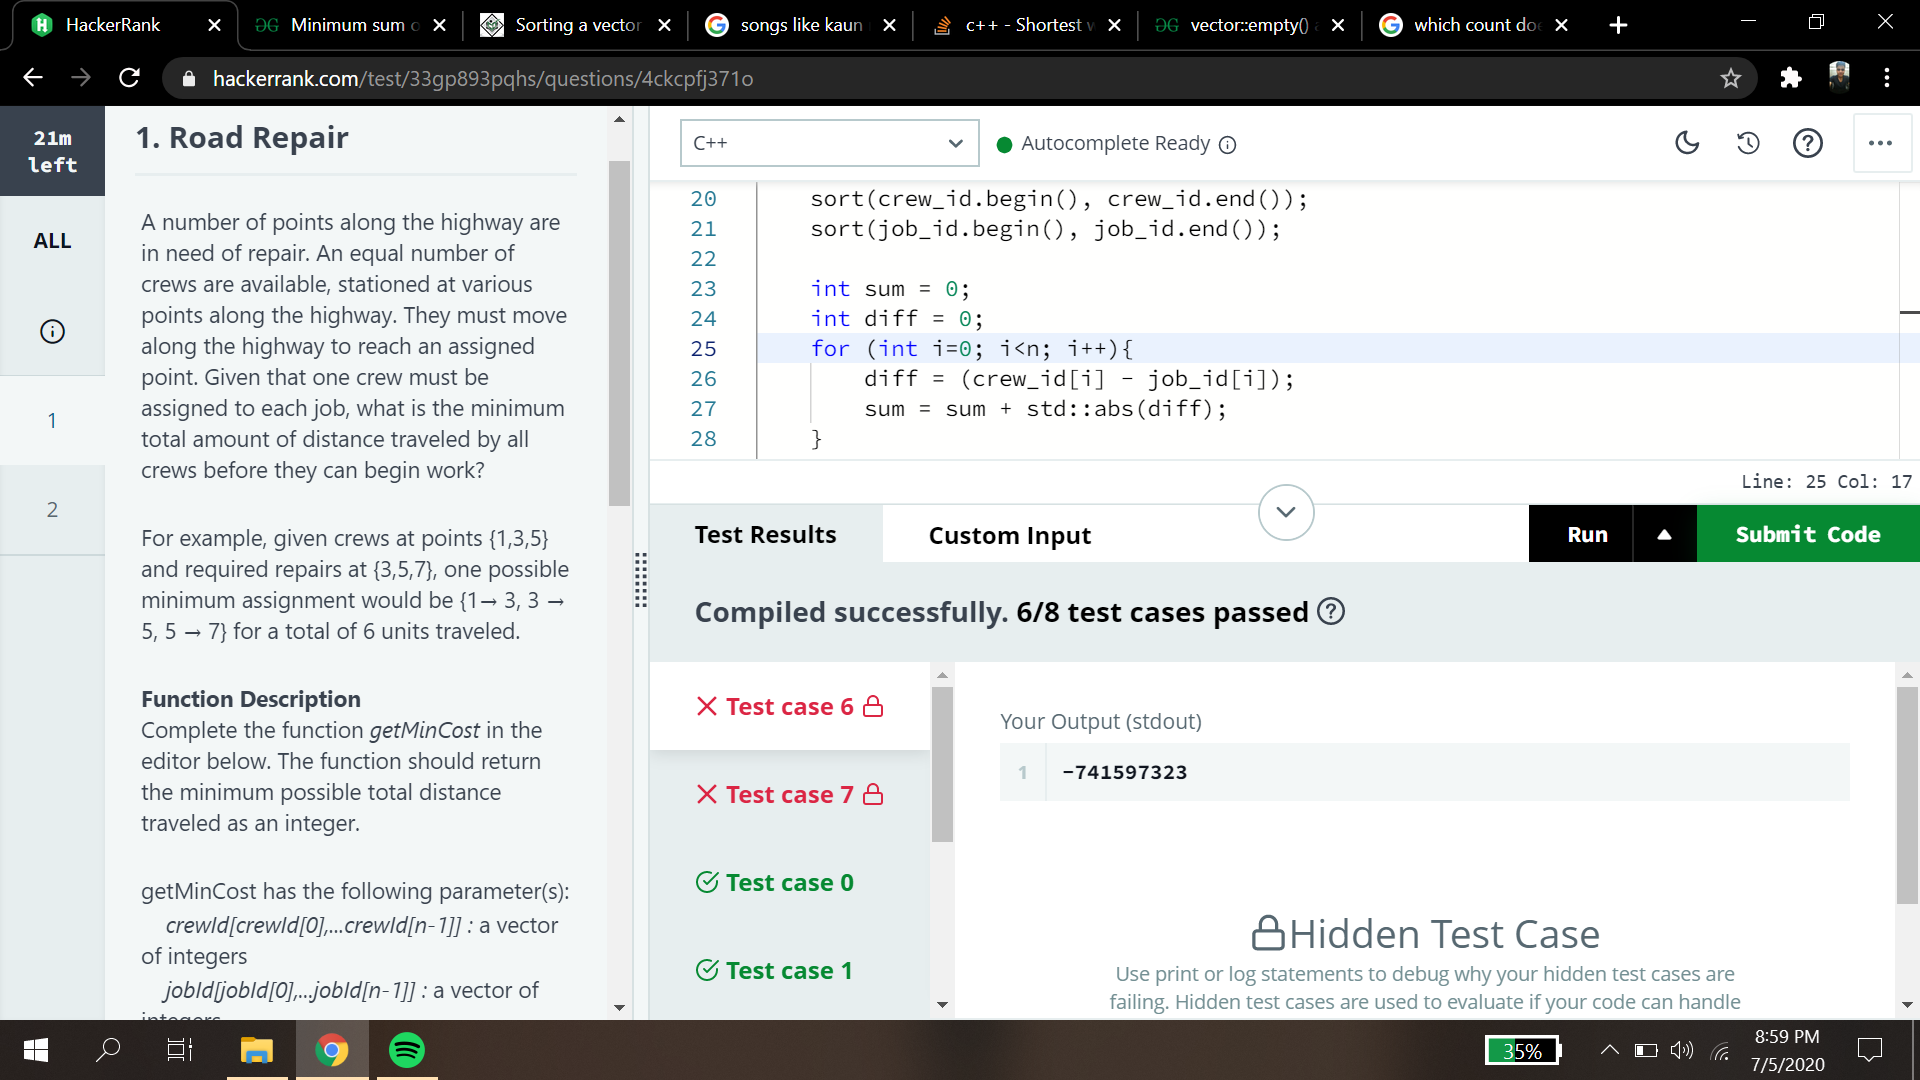 HackerRank
Minimum sum o
Sorting a vector
songs like kaun
c++ - Shortest w
vector::empty() a
which count doe
hackerrank.com/test/33gp893pqhs/questions/4ckcpfj371o
21m
left
ALL
1
2
1. Road Repair
A number of points along the highway are
in need of repair. An equal number of
crews are available, stationed at various
points along the highway. They must move
along the highway to reach an assigned
point. Given that one crew must be
assigned to each job, what is the minimum
total amount of distance traveled by all
crews before they can begin work?
For example, given crews at points {1,3,5}
and required repairs at {3,5,7}, one possible
minimum assignment would be {1→ 3, 3 →
5, 5 → 7} for a total of 6 units traveled.
Function Description
Complete the function getMinCost in the
editor below. The function should return
the minimum possible total distance
traveled as an integer.
getMinCost has the following parameter(s):
crewId[crewId[0],...crewId[n-1]] : a vector
of integers
jobId[jobId[0],...jobId[n-1]] : a vector of
integers
C++
Autocomplete Ready
20 sort(crew_id.begin(), crew_id.end());
21 sort(job_id.begin(), job_id.end());
22
23 int sum = 0;
24 int diff = 0;
25 for (int i=0; i<n; i++){
26 diff = (crew_id[i] - job_id[i]);
27 sum = sum + std::abs(diff);
28 }
Line: 25 Col: 17
Test Results
Custom Input
Run
Submit Code
Compiled successfully. 6/8 test cases passed
Test case 6
Test case 7
Test case 0
Test case 1
Your Output (stdout)
1 -741597323
Hidden Test Case
Use print or log statements to debug why your hidden test cases are
failing. Hidden test cases are used to evaluate if your code can handle
35%
8:59 PM
7/5/2020